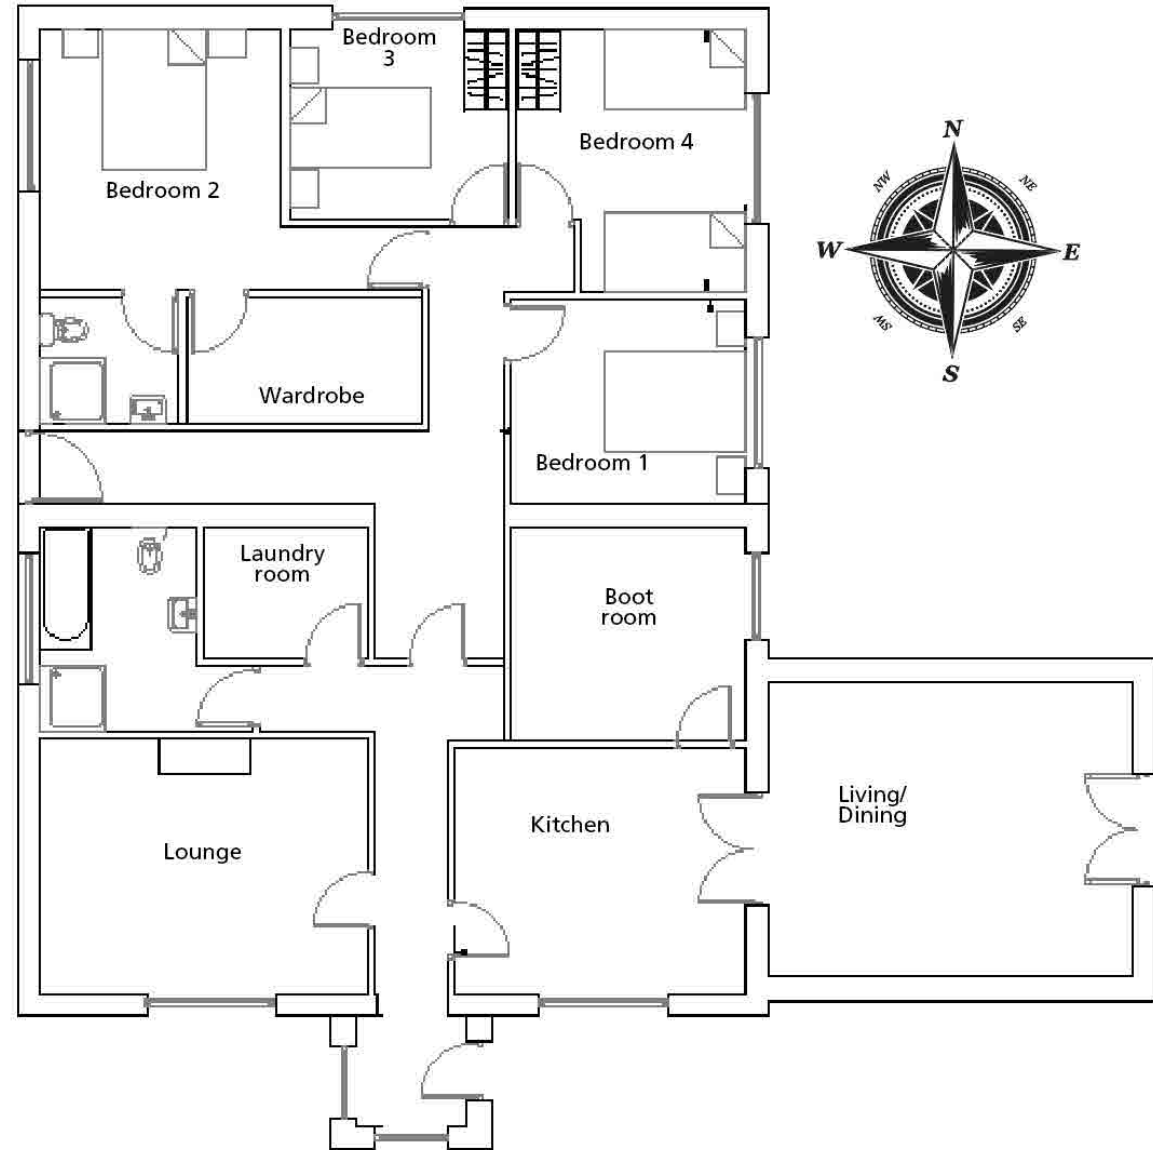 Bedroom
3
Bedroom 4
Bedroom 2
N
NW
NE
W
E
SW
SE
S
Wardrobe
Bedroom 1
Laundry
room
Boot
room
Living/
Dining
Kitchen
Lounge